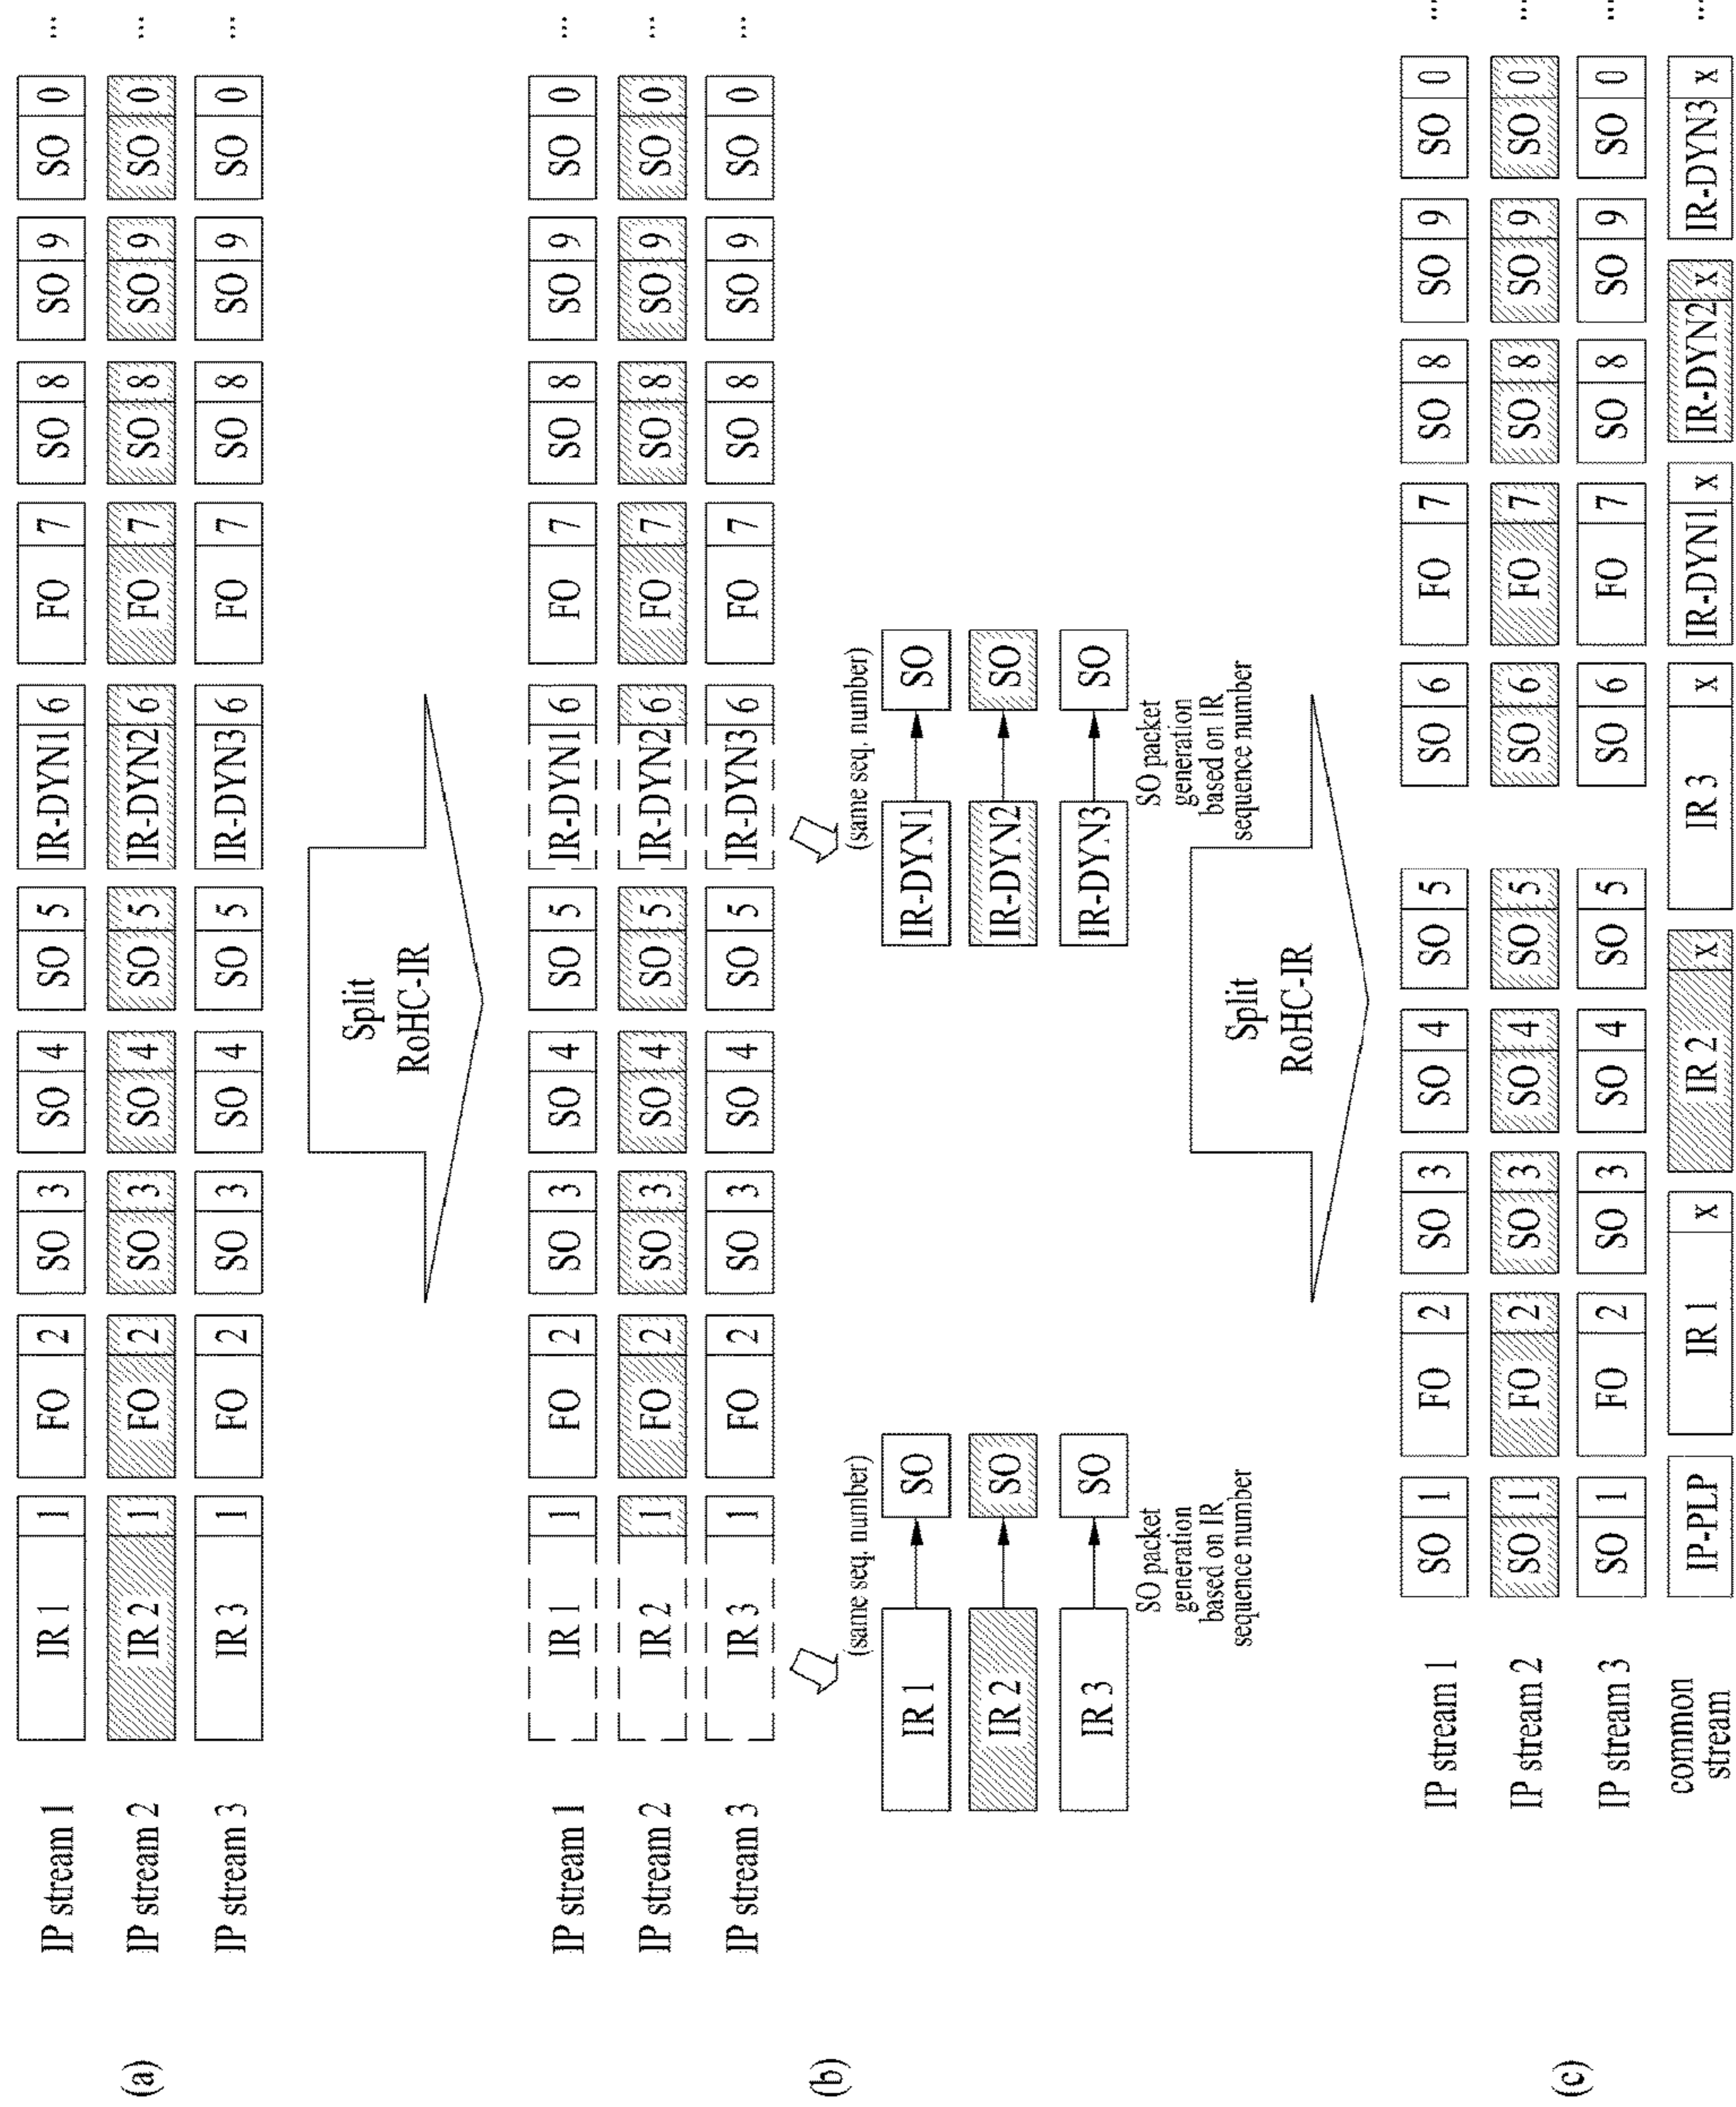 (a)
IP stream 1 IR 1 1 FO 2 SO 3 SO 4 SO 5 IR-DYN1 6 FO 7 SO 8 SO 9 SO 0 ...
IP stream 2 IR 2 1 FO 2 SO 3 SO 4 SO 5 IR-DYN2 6 FO 7 SO 8 SO 9 SO 0 ...
IP stream 3 IR 3 1 FO 2 SO 3 SO 4 SO 5 IR-DYN3 6 FO 7 SO 8 SO 9 SO 0 ...
Split
RoHC-IR
(b)
IP stream 1 IR 1 1 FO 2 SO 3 SO 4 SO 5 IR-DYN1 6 FO 7 SO 8 SO 9 SO 0 ...
IP stream 2 IR 2 1 FO 2 SO 3 SO 4 SO 5 IR-DYN2 6 FO 7 SO 8 SO 9 SO 0 ...
IP stream 3 IR 3 1 FO 2 SO 3 SO 4 SO 5 IR-DYN3 6 FO 7 SO 8 SO 9 SO 0 ...
(same seq. number)
IR 1 SO
IR 2 SO
IR 3 SO
SO packet
generation
based on IR
sequence number
(same seq. number)
IR-DYN1 SO
IR-DYN2 SO
IR-DYN3 SO
SO packet
generation
based on IR
sequence number
Split
RoHC-IR
(c)
IP stream 1 SO 1 FO 2 SO 3 SO 4 SO 5 SO 6 FO 7 SO 8 SO 9 SO 0 ...
IP stream 2 SO 1 FO 2 SO 3 SO 4 SO 5 SO 6 FO 7 SO 8 SO 9 SO 0 ...
IP stream 3 SO 1 FO 2 SO 3 SO 4 SO 5 SO 6 FO 7 SO 8 SO 9 SO 0 ...
common
stream
IP-PLP IR 1 x IR 2 x IR 3 x IR-DYN1 x IR-DYN2 x IR-DYN3 x ...